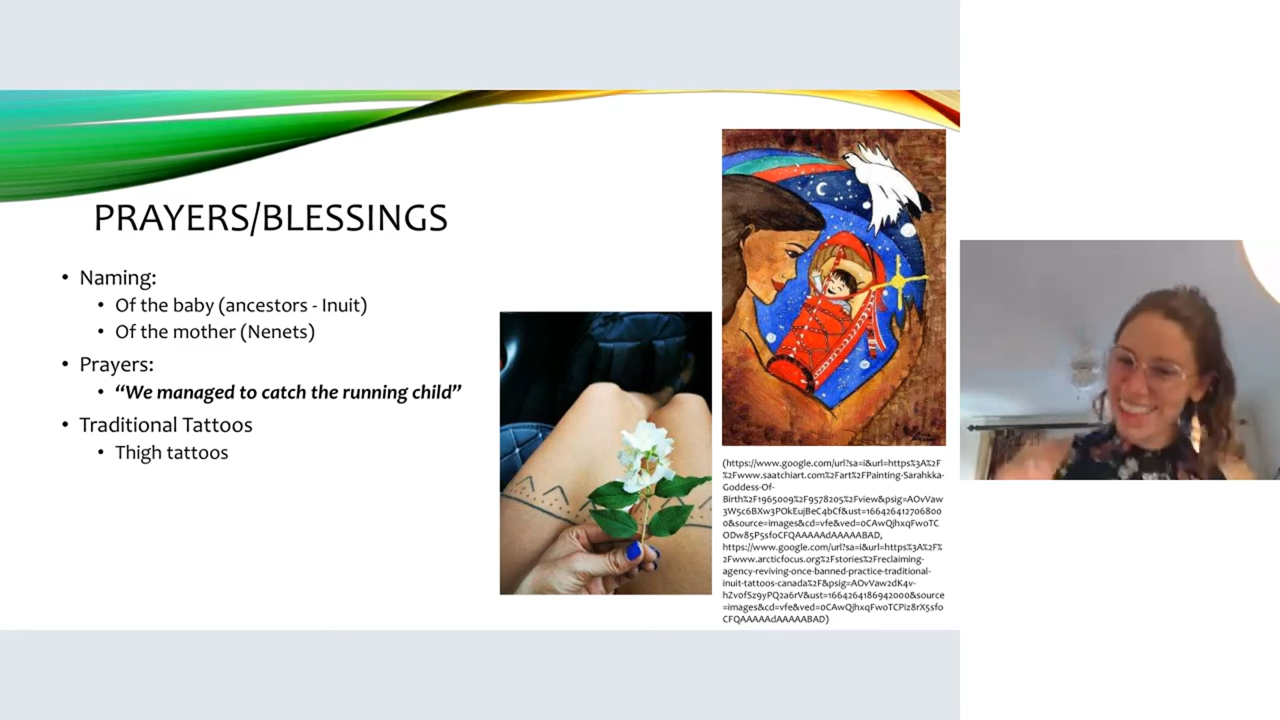 PRAYERS/BLESSINGS
• Naming:
• Of the baby (ancestors - Inuit)
• Of the mother (Nenets)
• Prayers:
• “We managed to catch the running child”
• Traditional Tattoos
• Thigh tattoos
(https://www.google.com/url?sa=i&url=https%3A%2F
%2Fwww.saatchiart.com%2Fart%2FPainting-Sarahkka-
Goddess-Of-
Birth%2F1965009%2F9578205%2Fview&psig=AOvVaw
3W5c6BXw3POkEujBeC4bCf&ust=166426412706800
0&source=images&cd=vfe&ved=0CAwQjhxqFwoTC
ODw85P5sfoCFQAAAAAdAAAAABAD,
https://www.google.com/url?sa=i&url=https%3A%2F%
2Fwww.arcticfocus.org%2Fstories%2Freclaiming-
agency-reviving-once-banned-practice-traditional-
inuit-tattoos-canada%2F&psig=AOvVaw2dK4v-
hZvofSz9yPQ2a6rV&ust=1664264186942000&source
=images&cd=vfe&ved=0CAwQjhxqFwoTCPiz8rX5sfo
CFQAAAAAdAAAAABAD)